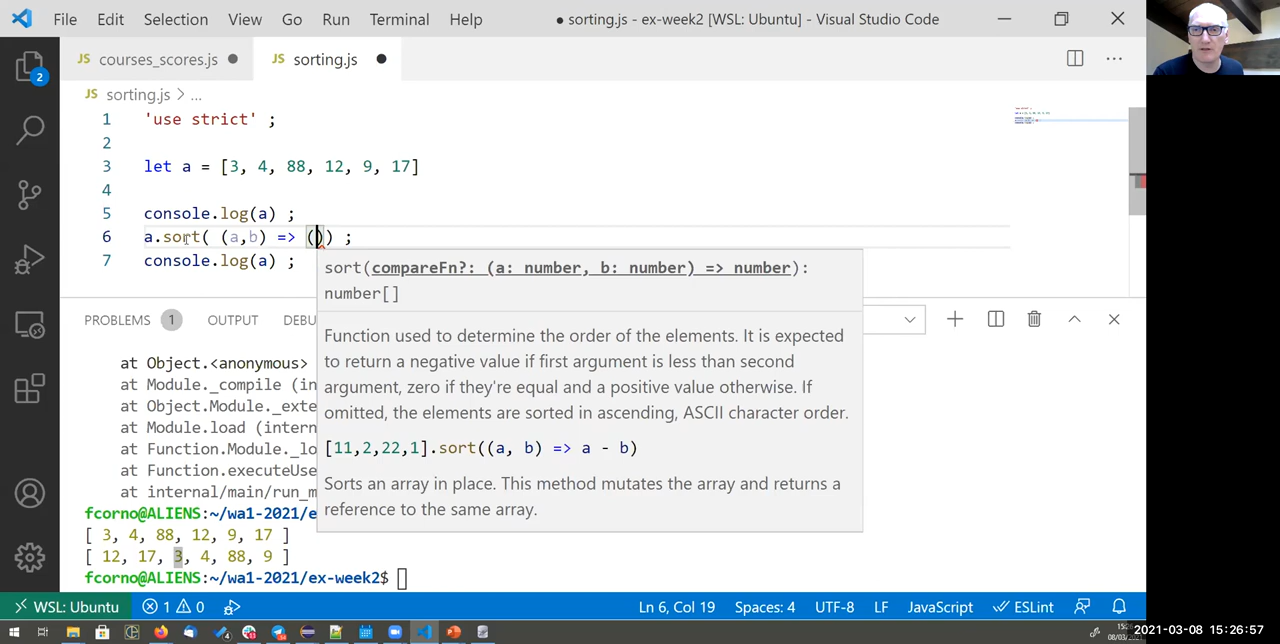 File Edit Selection View Go Run Terminal Help ● sorting.js - ex-week2 [WSL: Ubuntu] - Visual Studio Code
JS courses_scores.js ● JS sorting.js ●
JS sorting.js > ...
1 'use strict' ;
2
3 let a = [3, 4, 88, 12, 9, 17]
4
5 console.log(a) ;
6 a.sort( (a,b) => ()) ;
7 console.log(a) ;
sort(compareFn?: (a: number, b: number) => number):
number[]
Function used to determine the order of the elements. It is expected
to return a negative value if first argument is less than second
argument, zero if they're equal and a positive value otherwise. If
omitted, the elements are sorted in ascending, ASCII character order.
[11,2,22,1].sort((a, b) => a - b)
Sorts an array in place. This method mutates the array and returns a
reference to the same array.
2
PROBLEMS 1 OUTPUT DEBU
at Object.<anonymous>
at Module._compile (in
at Object.Module._exte
at Module.load (intern
at Function.Module._lo
at Function.executeUse
at internal/main/run_m
fcorno@ALIENS:~/wa1-2021/e
[ 3, 4, 88, 12, 9, 17 ]
[ 12, 17, 3, 4, 88, 9 ]
fcorno@ALIENS:~/wa1-2021/ex-week2$
WSL: Ubuntu 1 0 Ln 6, Col 19 Spaces: 4 UTF-8 LF JavaScript ESLint
2021-03-08 15:26:57